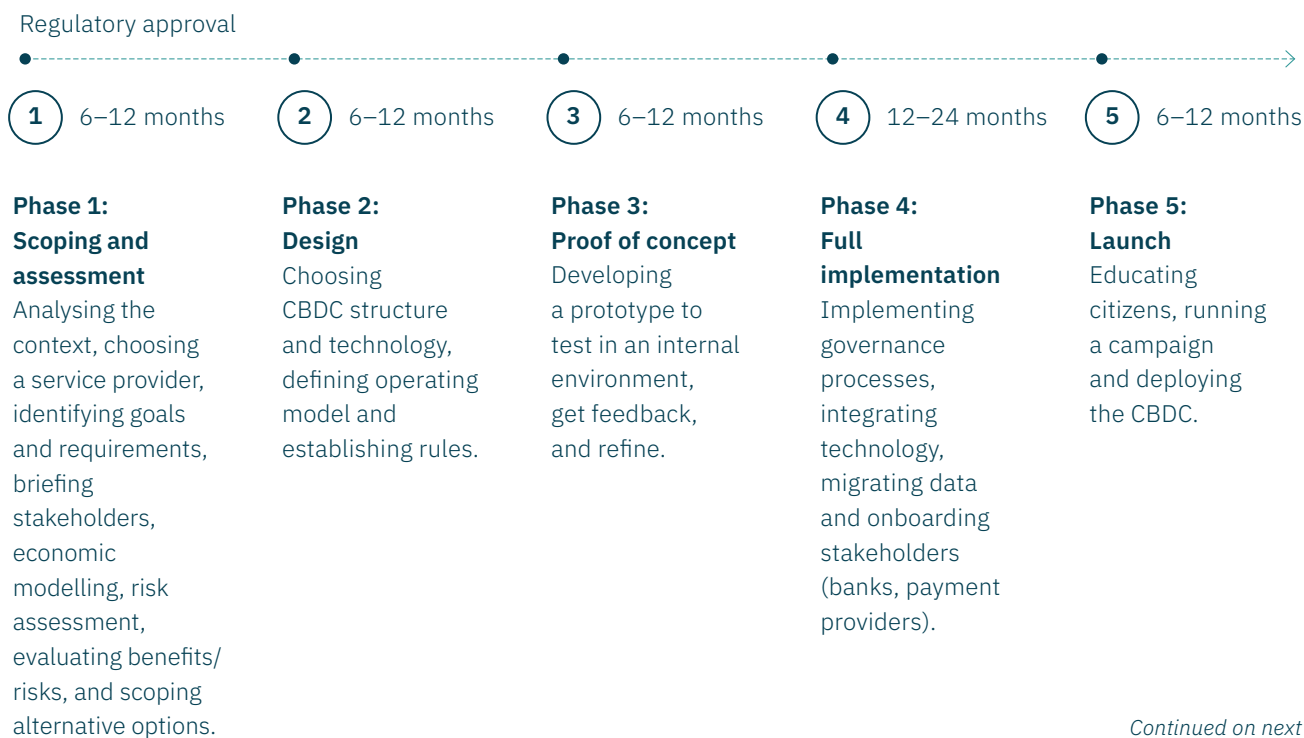 Regulatory approval
1 6–12 months
2 6–12 months
3 6–12 months
4 12–24 months
5 6–12 months
Phase 1:
Scoping and
assessment
Analysing the
context, choosing
a service provider,
identifying goals
and requirements,
briefing
stakeholders,
economic
modelling, risk
assessment,
evaluating benefits/
risks, and scoping
alternative options.
Phase 2:
Design
Choosing
CBDC structure
and technology,
defining operating
model and
establishing rules.
Phase 3:
Proof of concept
Developing
a prototype to
test in an internal
environment,
get feedback,
and refine.
Phase 4:
Full
implementation
Implementing
governance
processes,
integrating
technology,
migrating data
and onboarding
stakeholders
(banks, payment
providers).
Phase 5:
Launch
Educating
citizens, running
a campaign
and deploying
the CBDC.
Continued on next